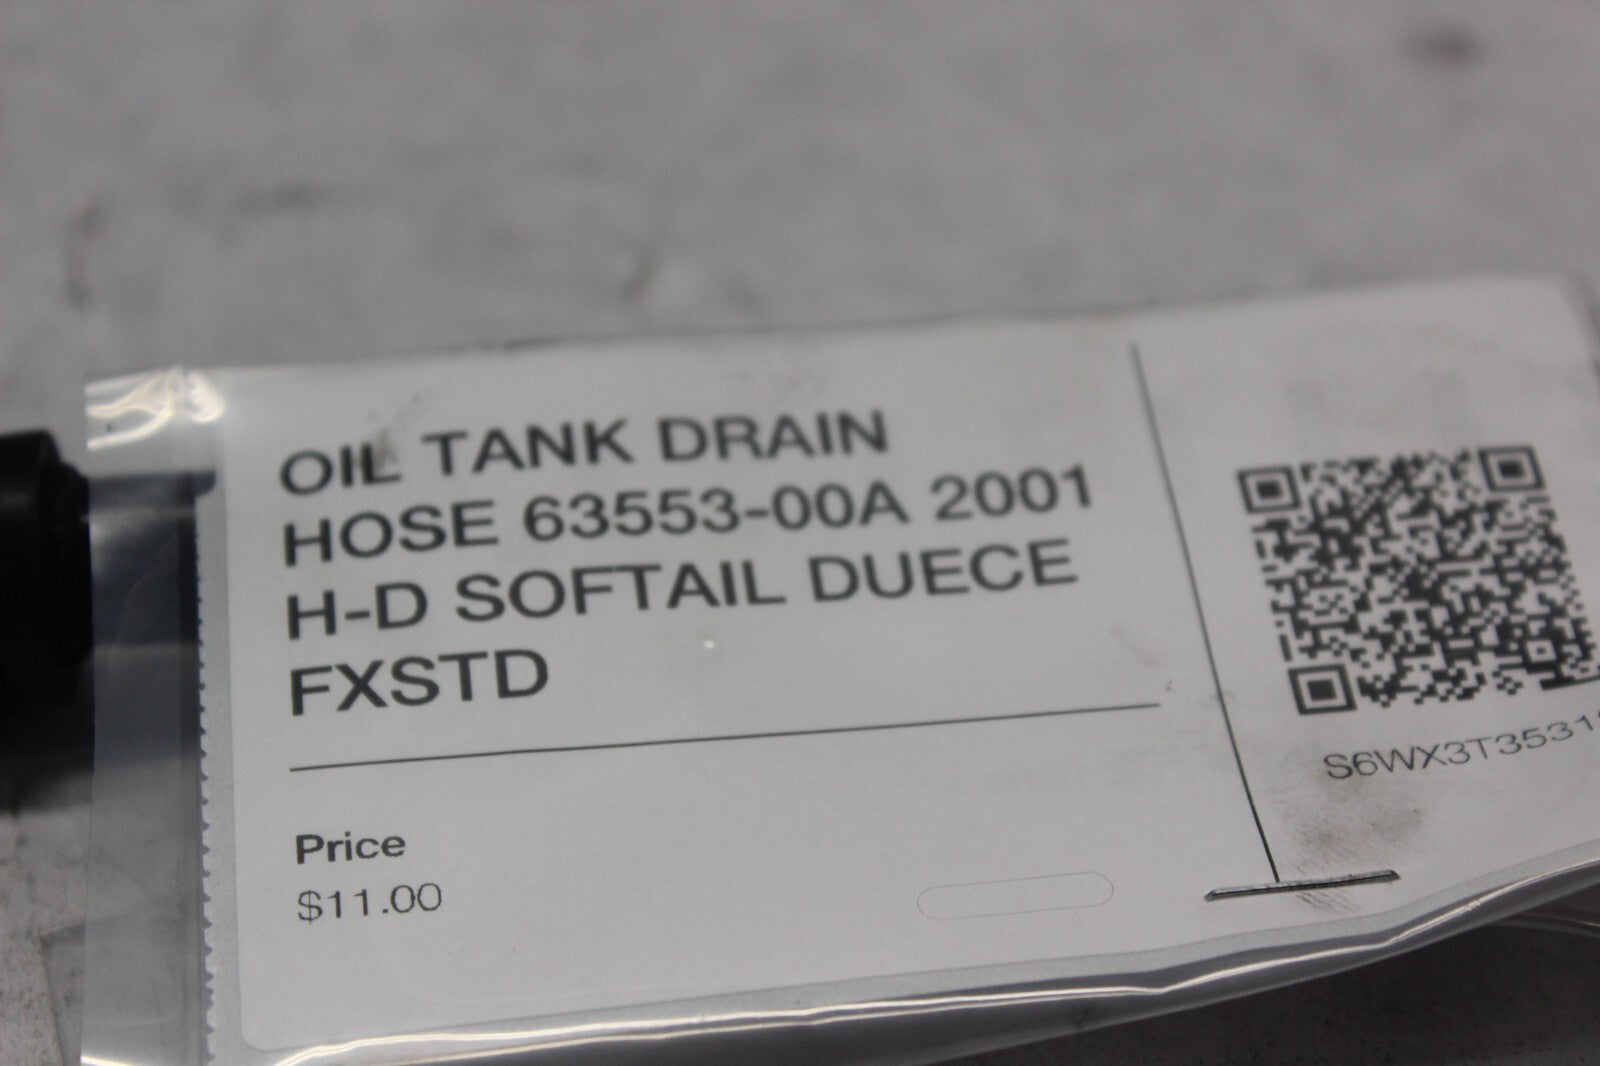 OIL TANK DRAIN
HOSE 63553-00A 2001
H-D SOFTAIL DUECE
FXSTD
Price
$11.00